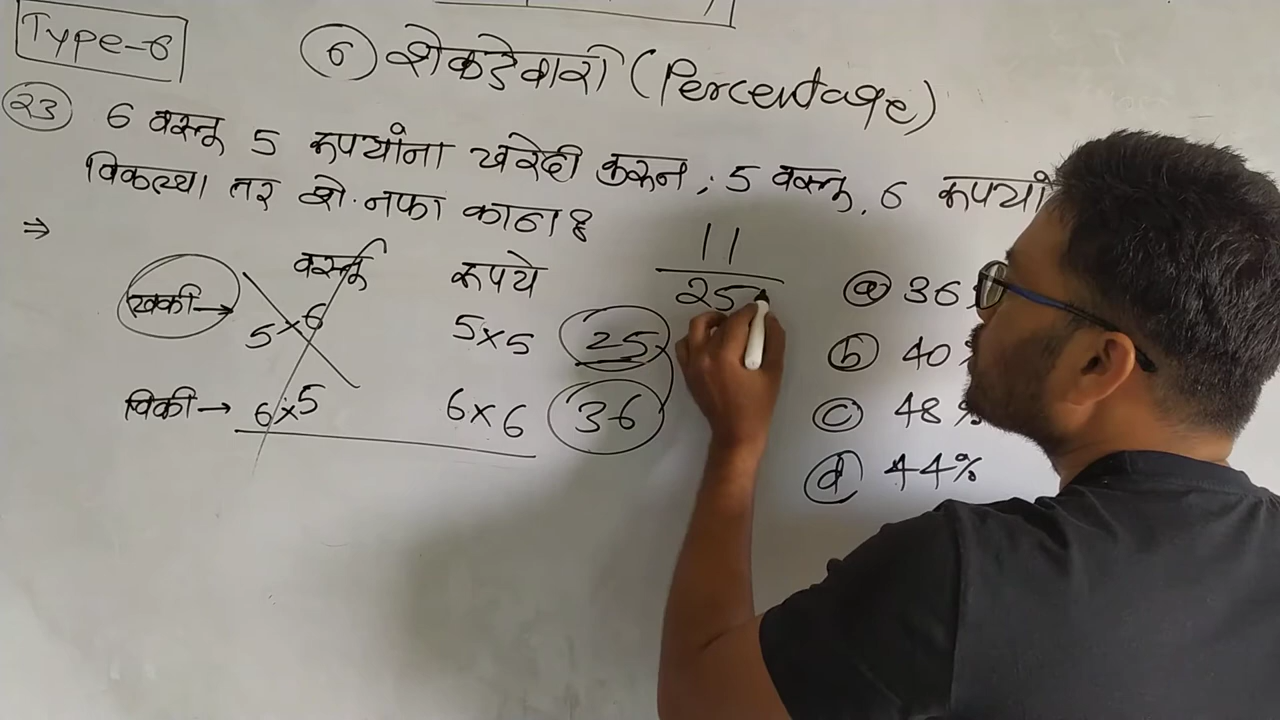 Type-6
⑥ शेकडेवारी (Percentage)
(23) 6 वस्तू 5 रूपयांना खरेदी करून, 5 वस्तू, 6 रूपयां
विकल्या तर शे. नफा काढा?
⇒
वस्तू रूपये
खरेदी → 5×6 5×5 25
विक्री → 6×5 6×6 36
11
25
(a) 36
(b) 40%
(c) 48%
(d) 44%